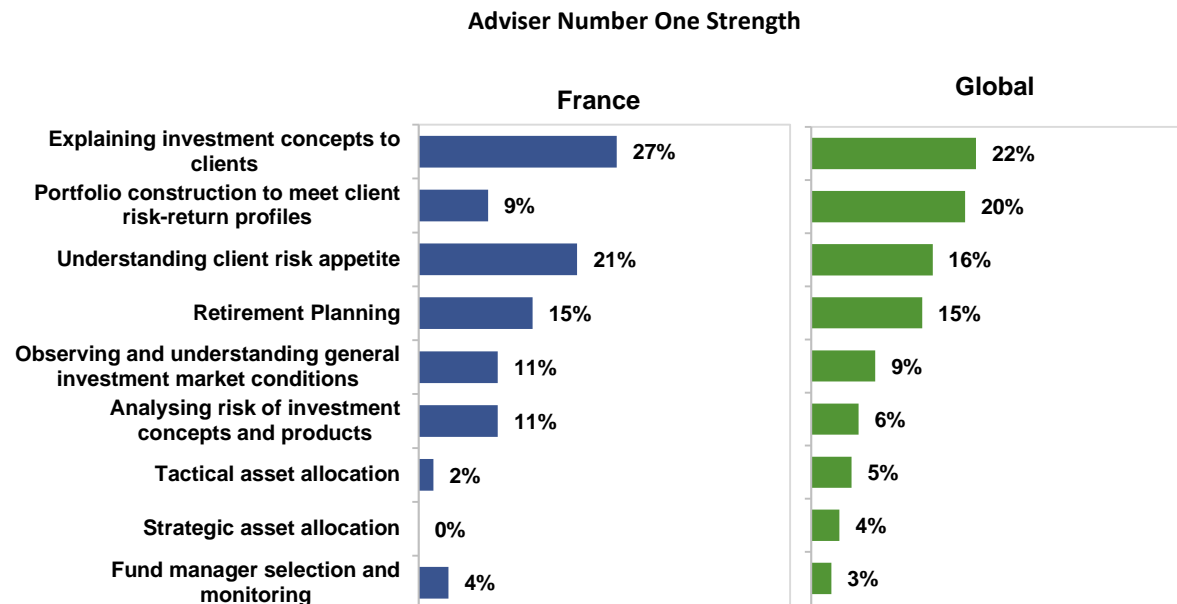 Adviser Number One Strength
France
Global
Explaining investment concepts to
clients
27%
22%
Portfolio construction to meet client
risk-return profiles
9%
20%
Understanding client risk appetite
21%
16%
Retirement Planning
15%
15%
Observing and understanding general
investment market conditions
11%
9%
Analysing risk of investment
concepts and products
11%
6%
Tactical asset allocation
2%
5%
Strategic asset allocation
0%
4%
Fund manager selection and
monitoring
4%
3%